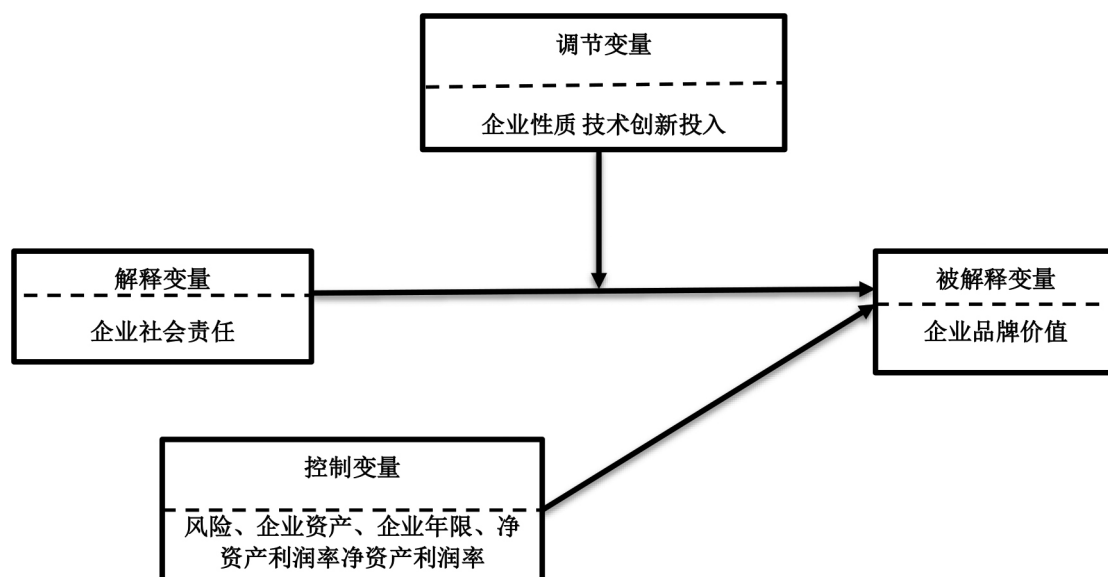 调节变量
企业性质 技术创新投入
解释变量
企业社会责任
被解释变量
企业品牌价值
控制变量
风险、企业资产、企业年限、净
资产利润率净资产利润率